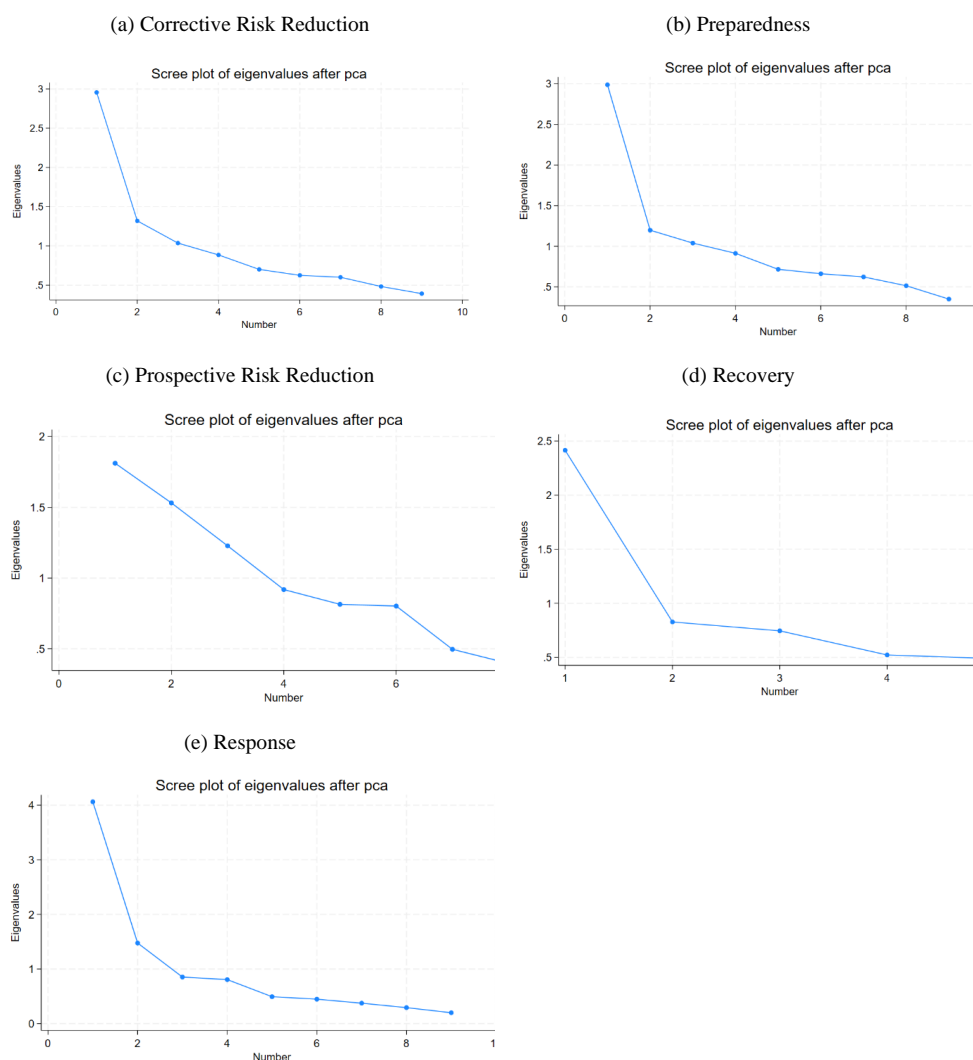 (a) Corrective Risk Reduction
Scree plot of eigenvalues after pca
Eigenvalues
3
2.5
2
1.5
1
.5
0 2 4 6 8 10
Number
(b) Preparedness
Scree plot of eigenvalues after pca
Eigenvalues
3
2.5
2
1.5
1
.5
0 2 4 6 8
Number
(c) Prospective Risk Reduction
Scree plot of eigenvalues after pca
Eigenvalues
2
1.5
1
.5
0 2 4 6
Number
(d) Recovery
Scree plot of eigenvalues after pca
Eigenvalues
2.5
2
1.5
1
.5
1 2 3 4
Number
(e) Response
Scree plot of eigenvalues after pca
Eigenvalues
4
3
2
1
0
0 2 4 6 8 1
Number